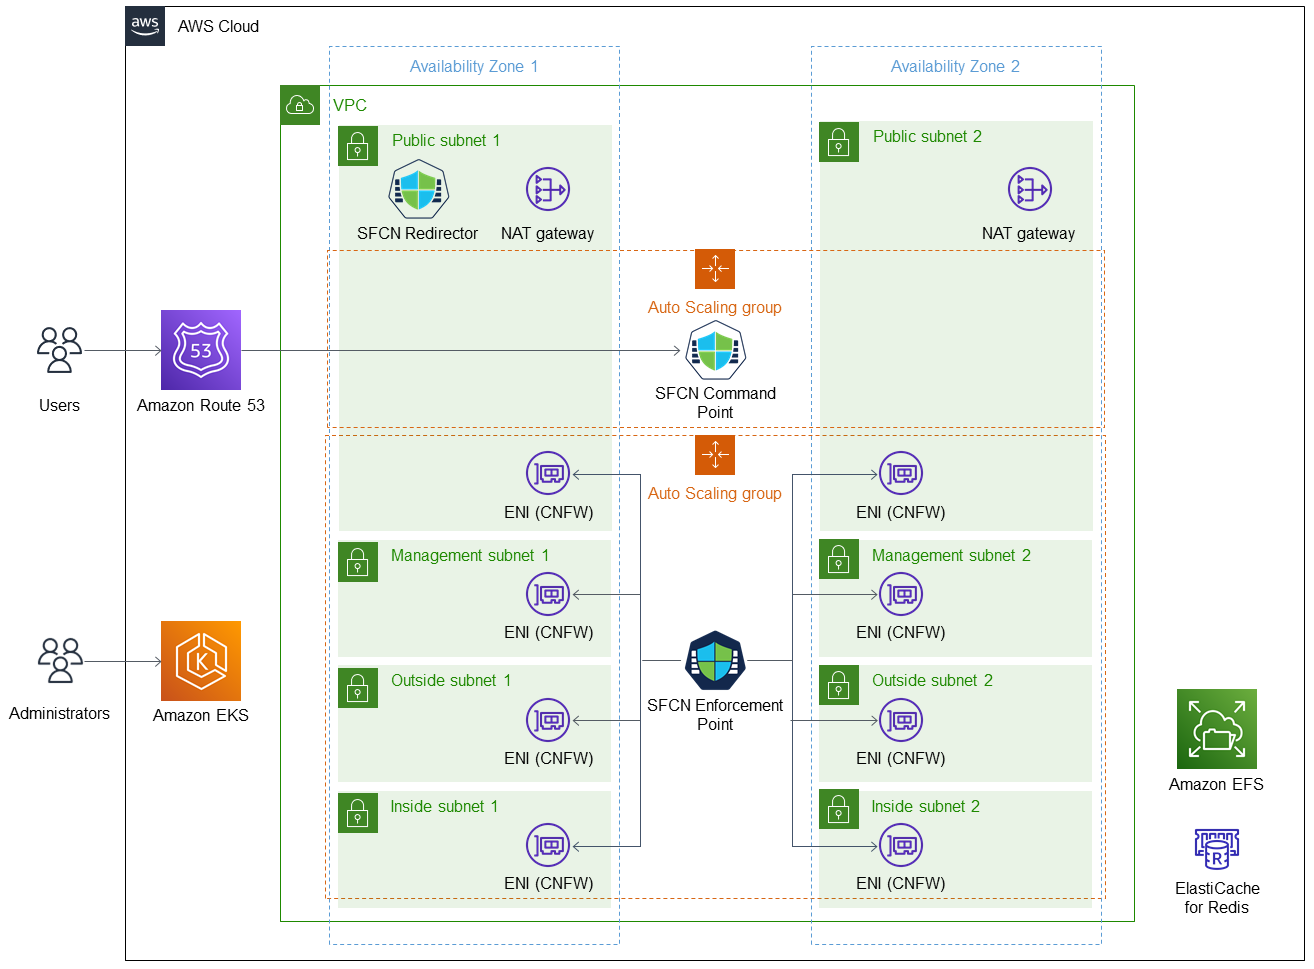 aws
AWS Cloud
Availability Zone 1
Availability Zone 2
VPC
Public subnet 1
Public subnet 2
SFCN Redirector
NAT gateway
NAT gateway
Auto Scaling group
Users
53
Amazon Route 53
SFCN Command
Point
Auto Scaling group
ENI (CNFW)
ENI (CNFW)
Management subnet 1
Management subnet 2
ENI (CNFW)
ENI (CNFW)
Administrators
K
Amazon EKS
Outside subnet 1
Outside subnet 2
SFCN Enforcement
Point
ENI (CNFW)
ENI (CNFW)
Inside subnet 1
Inside subnet 2
ENI (CNFW)
ENI (CNFW)
Amazon EFS
R
ElastiCache
for Redis